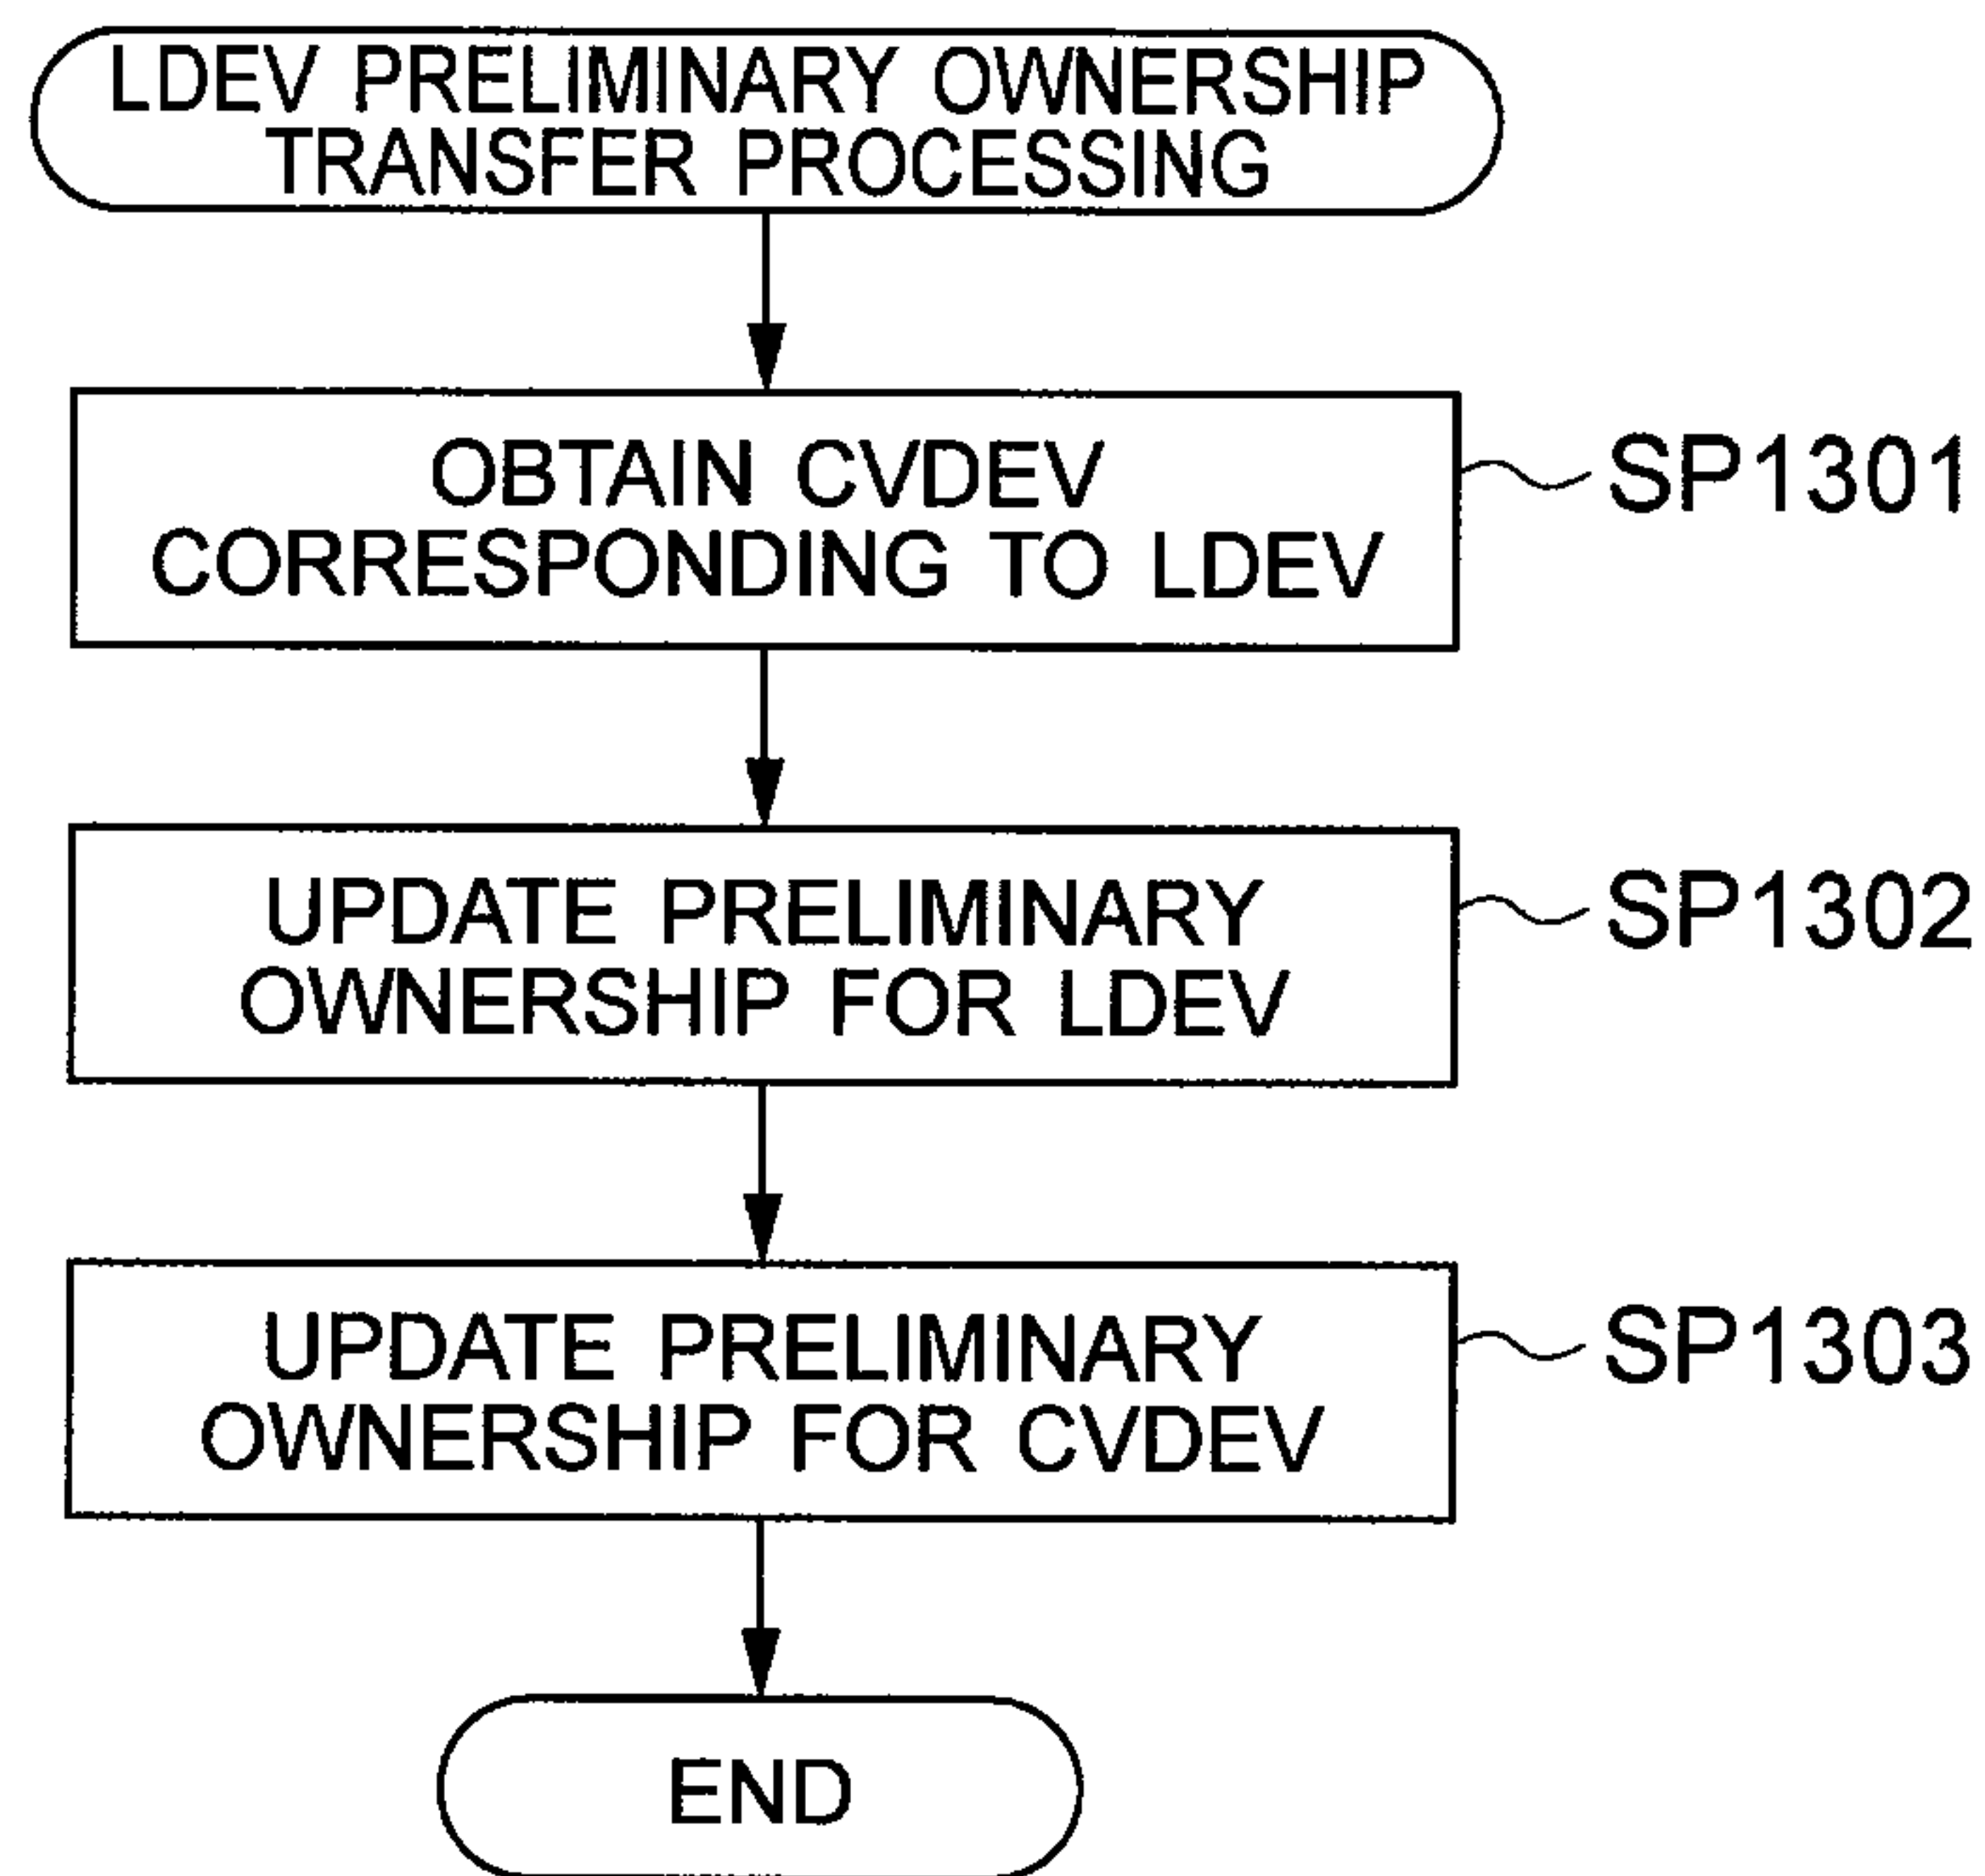 LDEV PRELIMINARY OWNERSHIP
TRANSFER PROCESSING
OBTAIN CVDEV
CORRESPONDING TO LDEV
SP1301
UPDATE PRELIMINARY
OWNERSHIP FOR LDEV
SP1302
UPDATE PRELIMINARY
OWNERSHIP FOR CVDEV
SP1303
END